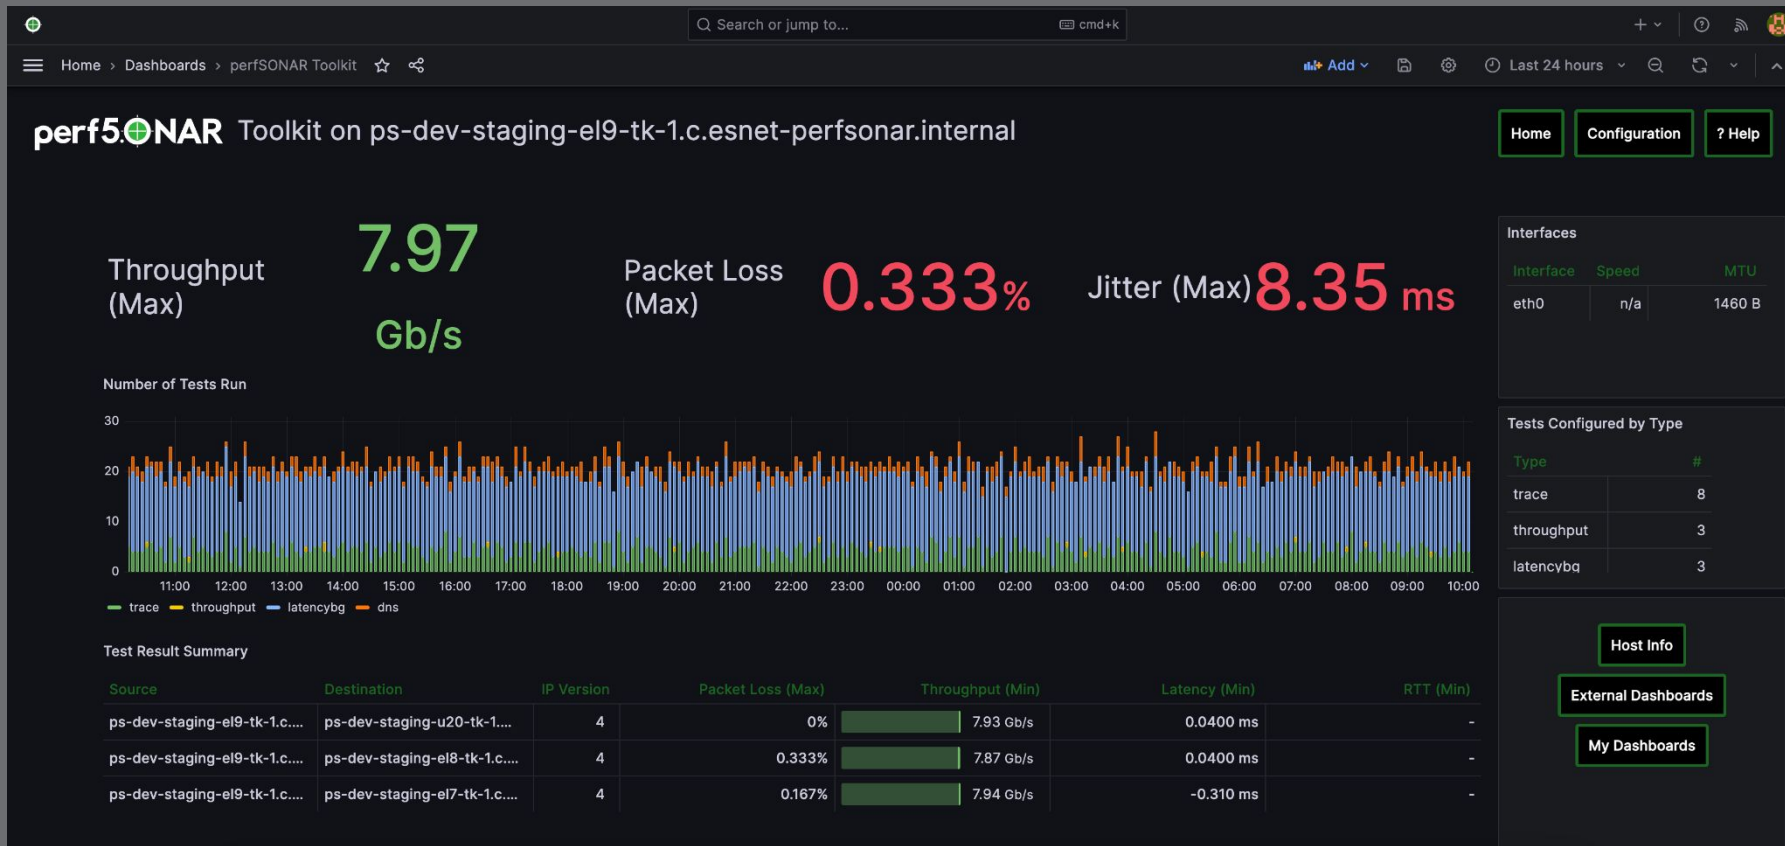 Search or jump to...
cmd+k
Home › Dashboards › perfSONAR Toolkit
Add
Last 24 hours
perfSONAR Toolkit on ps-dev-staging-el9-tk-1.c.esnet-perfsonar.internal
Home
Configuration
? Help
Throughput
(Max)
7.97
Gb/s
Packet Loss
(Max)
0.333%
Jitter (Max) 8.35 ms
Interfaces
Interface Speed MTU
eth0 n/a 1460 B
Number of Tests Run
30
20
10
0
11:00 12:00 13:00 14:00 15:00 16:00 17:00 18:00 19:00 20:00 21:00 22:00 23:00 00:00 01:00 02:00 03:00 04:00 05:00 06:00 07:00 08:00 09:00 10:00
trace throughput latencybg dns
Tests Configured by Type
Type #
trace 8
throughput 3
latencybg 3
Test Result Summary
Source Destination IP Version Packet Loss (Max) Throughput (Min) Latency (Min) RTT (Min)
ps-dev-staging-el9-tk-1.c.... ps-dev-staging-u20-tk-1.... 4 0% 7.93 Gb/s 0.0400 ms -
ps-dev-staging-el9-tk-1.c.... ps-dev-staging-el8-tk-1.c.... 4 0.333% 7.87 Gb/s 0.0400 ms -
ps-dev-staging-el9-tk-1.c.... ps-dev-staging-el7-tk-1.c.... 4 0.167% 7.94 Gb/s -0.310 ms -
Host Info
External Dashboards
My Dashboards